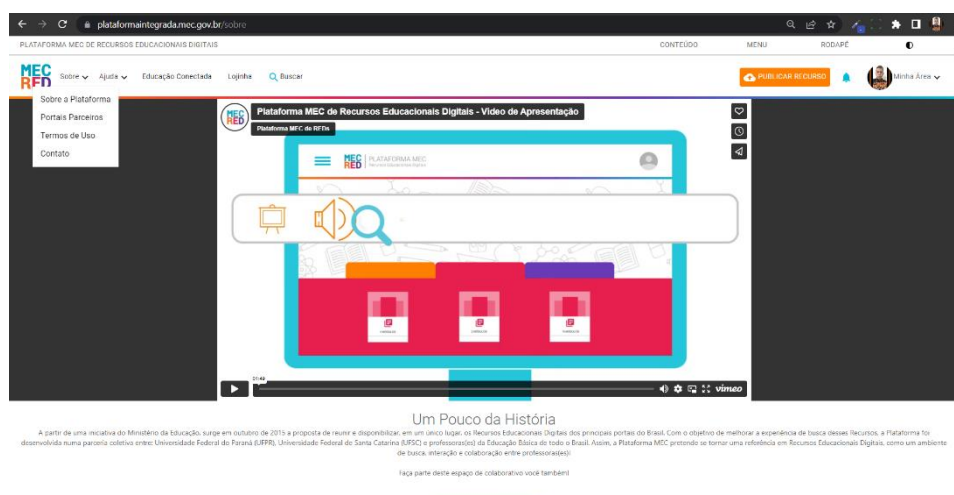 plataformaintegrada.mec.gov.br/sobre
PLATAFORMA MEC DE RECURSOS EDUCACIONAIS DIGITAIS CONTEÚDO MENU RODAPÉ
MEC RED Sobre Ajuda Educação Conectada Lojinha Buscar PUBLICAR RECURSO Minha Área
Sobre a Plataforma
Portais Parceiros
Termos de Uso
Contato
MEC RED Plataforma MEC de Recursos Educacionais Digitais - Vídeo de Apresentação
Plataforma MEC de REDs
MEC RED PLATAFORMA MEC
01:49
vimeo
Um Pouco da História
A partir de uma iniciativa do Ministério da Educação, surge em outubro de 2015 a proposta de reunir e disponibilizar, em um único lugar, os Recursos Educacionais Digitais dos principais portais do Brasil. Com o objetivo de melhorar a experiência de busca desses Recursos, a Plataforma foi
desenvolvida numa parceria coletivo entre: Universidade Federal de Paraná (UFPR), Universidade Federal de Santa Catarina (UFSC) e professoras(es) da Educação Básica de todo o Brasil. Assim, a Plataforma MEC pretende se tornar uma referência em Recursos Educacionais Digitais, como um ambiente
de busca, interação e colaboração entre professoras(es)!
Faça parte deste espaço de colaborativo você também!